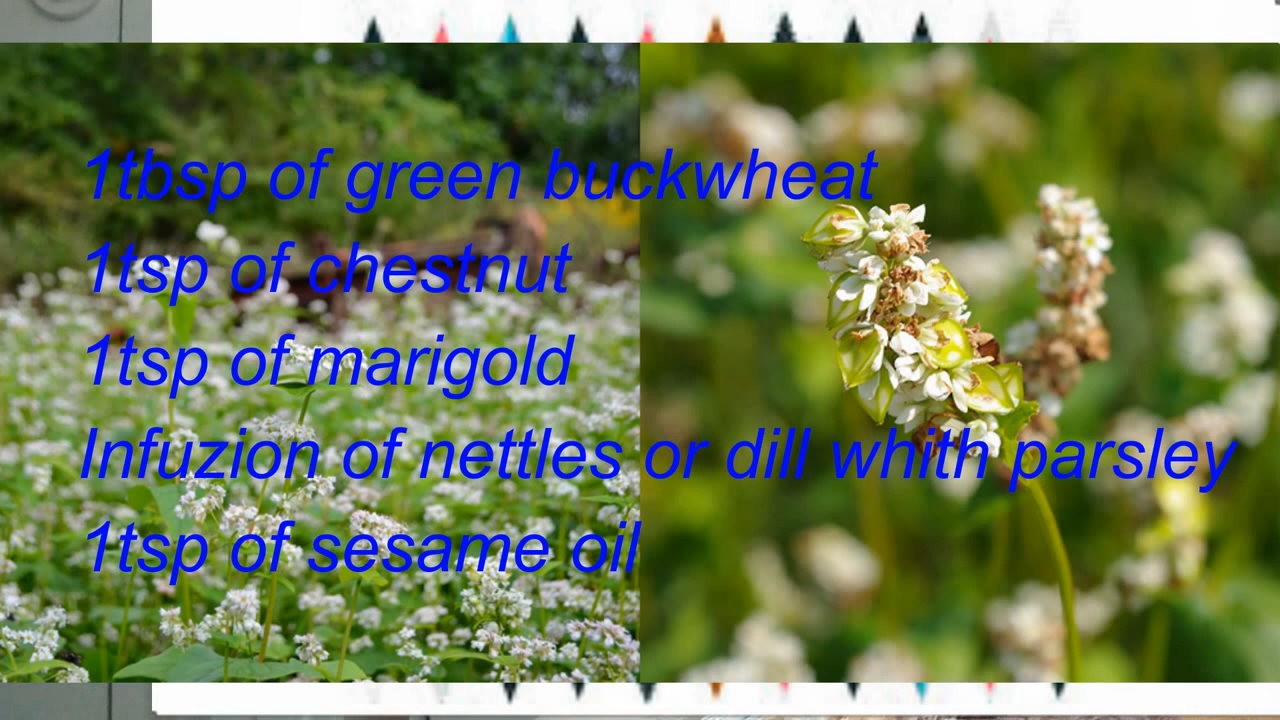 1tbsp of green buckwheat
1tsp of chestnut
1tsp of marigold
Infuzion of nettles or dill whith parsley
1tsp of sesame oil